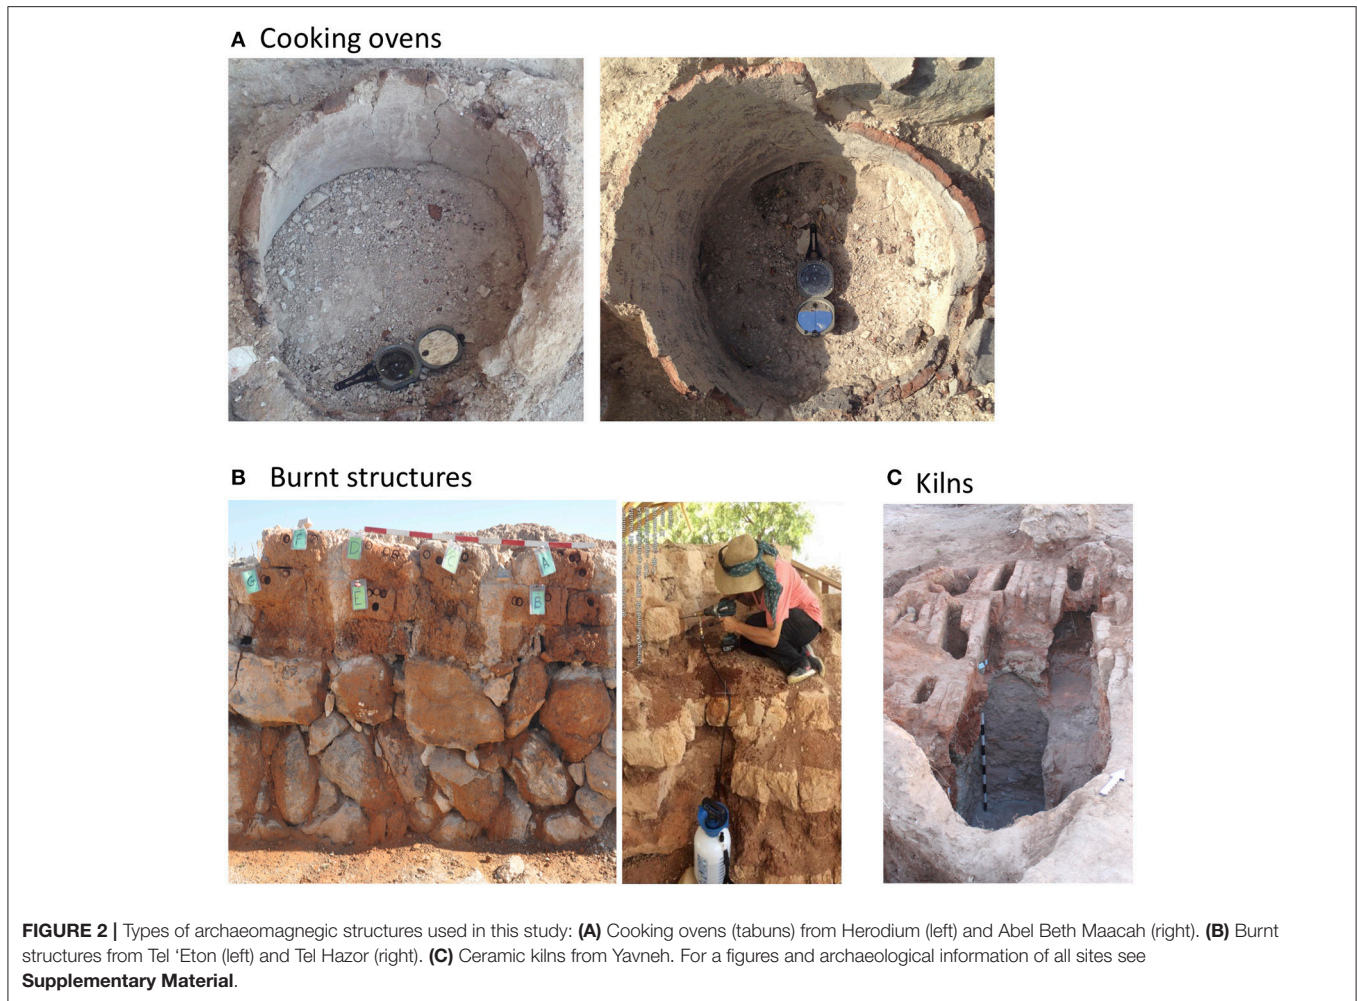 A Cooking ovens
B Burnt structures
C Kilns
F
D
C
A
G
E
B
FIGURE 2 | Types of archaeomagnegic structures used in this study: (A) Cooking ovens (tabuns) from Herodium (left) and Abel Beth Maacah (right). (B) Burnt
structures from Tel ‘Eton (left) and Tel Hazor (right). (C) Ceramic kilns from Yavneh. For a figures and archaeological information of all sites see
Supplementary Material.